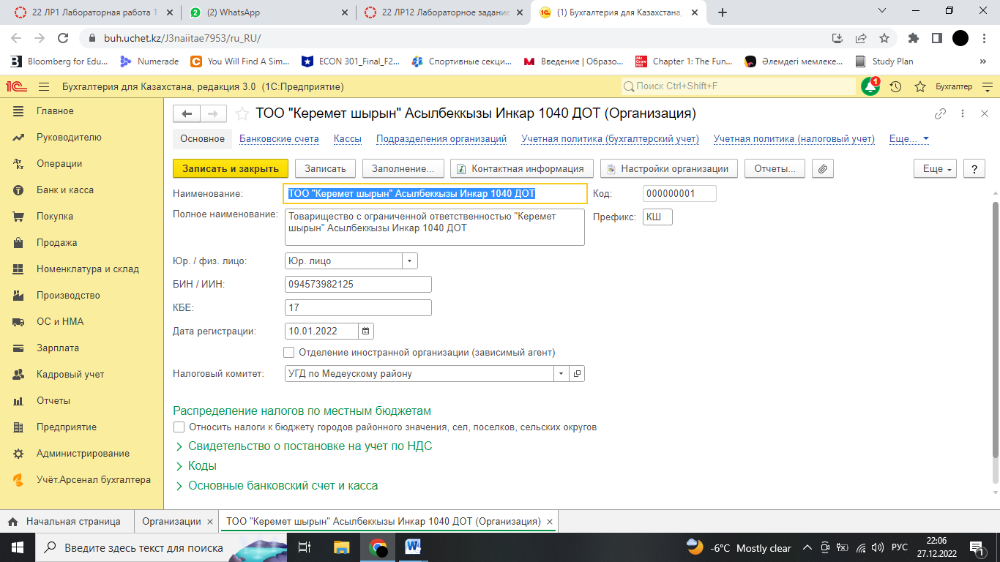 22 ЛР1 Лабораторная работа 1
(2) WhatsApp
22 ЛР12 Лабораторное задание
(1) Бухгалтерия для Казахстана,
buh.uchet.kz/J3naiitae7953/ru_RU/
Bloomberg for Edu...
Numerade
You Will Find A Sim...
ECON 301_Final_F2...
Спортивные секци...
Введение | Образо...
Chapter 1: The Fun...
Әлемдегі мемлеке...
Study Plan
Бухгалтерия для Казахстана, редакция 3.0 (1С:Предприятие)
Поиск Ctrl+Shift+F
1
Бухгалтер
Главное
Руководителю
Операции
Банк и касса
Покупка
Продажа
Номенклатура и склад
Производство
ОС и НМА
Зарплата
Кадровый учет
Отчеты
Предприятие
Администрирование
Учёт.Арсенал бухгалтера
ТОО "Керемет шырын" Асылбеккызы Инкар 1040 ДОТ (Организация)
Основное Банковские счета Кассы Подразделения организаций Учетная политика (бухгалтерский учет) Учетная политика (налоговый учет) Еще...
Записать и закрыть Записать Заполнение... Контактная информация Настройки организации Отчеты... Еще ?
Наименование: ТОО "Керемет шырын" Асылбеккызы Инкар 1040 ДОТ Код: 000000001
Полное наименование: Товарищество с ограниченной ответственностью "Керемет
шырын" Асылбеккызы Инкар 1040 ДОТ
Префикс: КШ
Юр. / физ. лицо: Юр. лицо
БИН / ИИН: 094573982125
КБЕ: 17
Дата регистрации: 10.01.2022
Отделение иностранной организации (зависимый агент)
Налоговый комитет: УГД по Медеускому району
Распределение налогов по местным бюджетам
Относить налоги к бюджету городов районного значения, сел, поселков, сельских округов
Свидетельство о постановке на учет по НДС
Коды
Основные банковский счет и касса
Начальная страница
Организации
ТОО "Керемет шырын" Асылбеккызы Инкар 1040 ДОТ (Организация)
Введите здесь текст для поиска
-6°C Mostly clear
РУС
22:06
27.12.2022
1